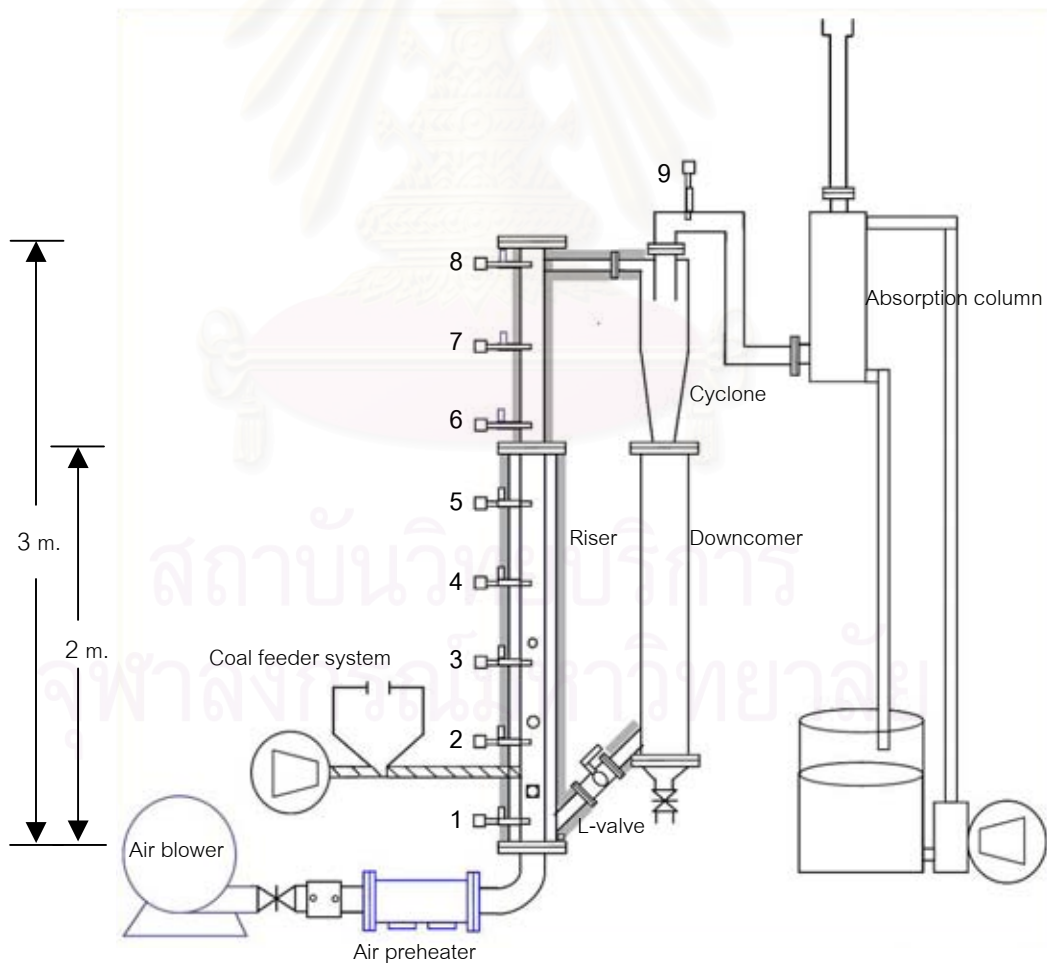 9
8
Absorption column
7
Cyclone
6
5
3 m.
Riser
Downcomer
สถาบันวิทยบริการ
4
2 m.
Coal feeder system
3
จุฬาลงกรณ์มหาวิทยาลัย
2
1
L-valve
Air blower
Air preheater